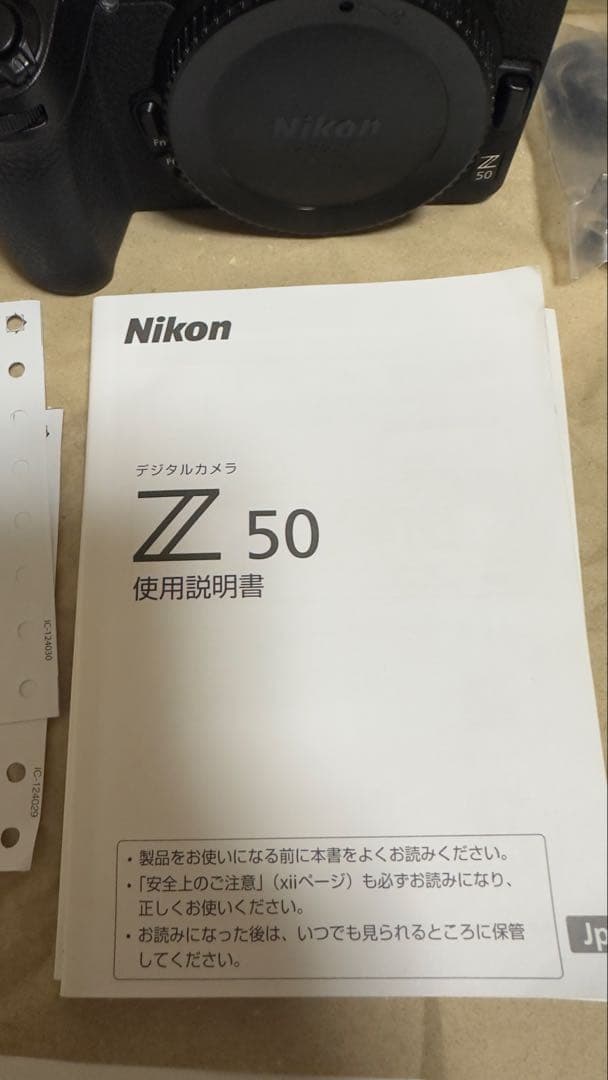 Nikon
Fn
Z
50
Nikon
デジタルカメラ
Z 50
使用説明書
IC-124030
IC-124029
・製品をお使いになる前に本書をよくお読みください。
・「安全上のご注意」（xiiページ）も必ずお読みになり、
正しくお使いください。
・お読みになった後は、いつでも見られるところに保管
してください。
Jp